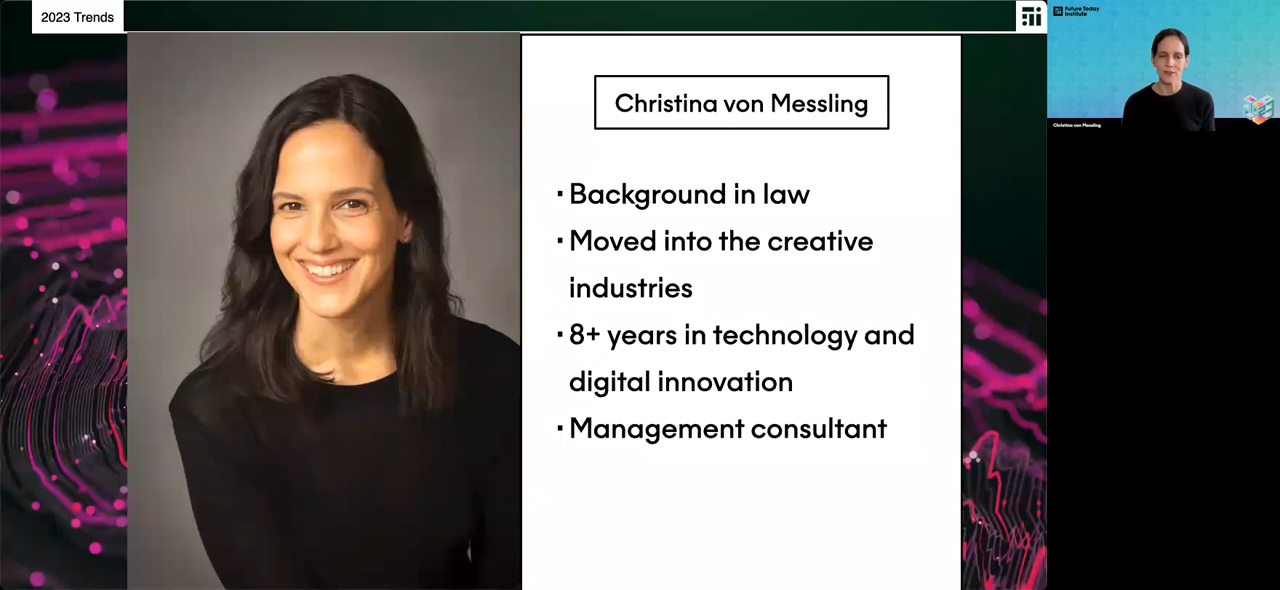 2023 Trends
Christina von Messling
▪ Background in law
▪ Moved into the creative
industries
▪ 8+ years in technology and
digital innovation
▪ Management consultant
Future Today
Institute
Christina von Messling